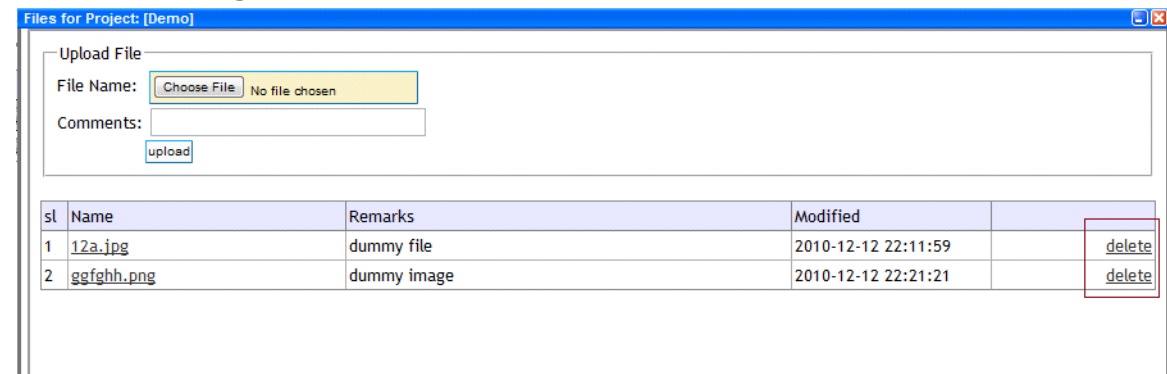 Files for Project: [Demo]
Upload File
File Name: Choose File No file chosen
Comments:
upload
sl Name Remarks Modified
1 12a.jpg dummy file 2010-12-12 22:11:59 delete
2 ggfghh.png dummy image 2010-12-12 22:21:21 delete